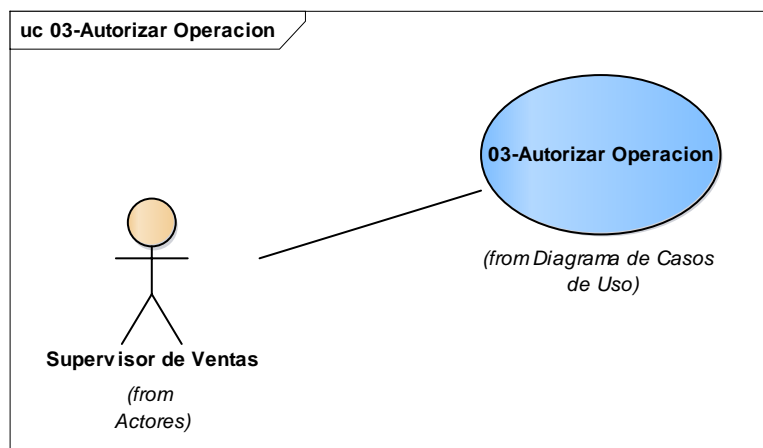 uc 03-Autorizar Operacion
03-Autorizar Operacion
(from Diagrama de Casos
de Uso)
Supervisor de Ventas
(from
Actores)